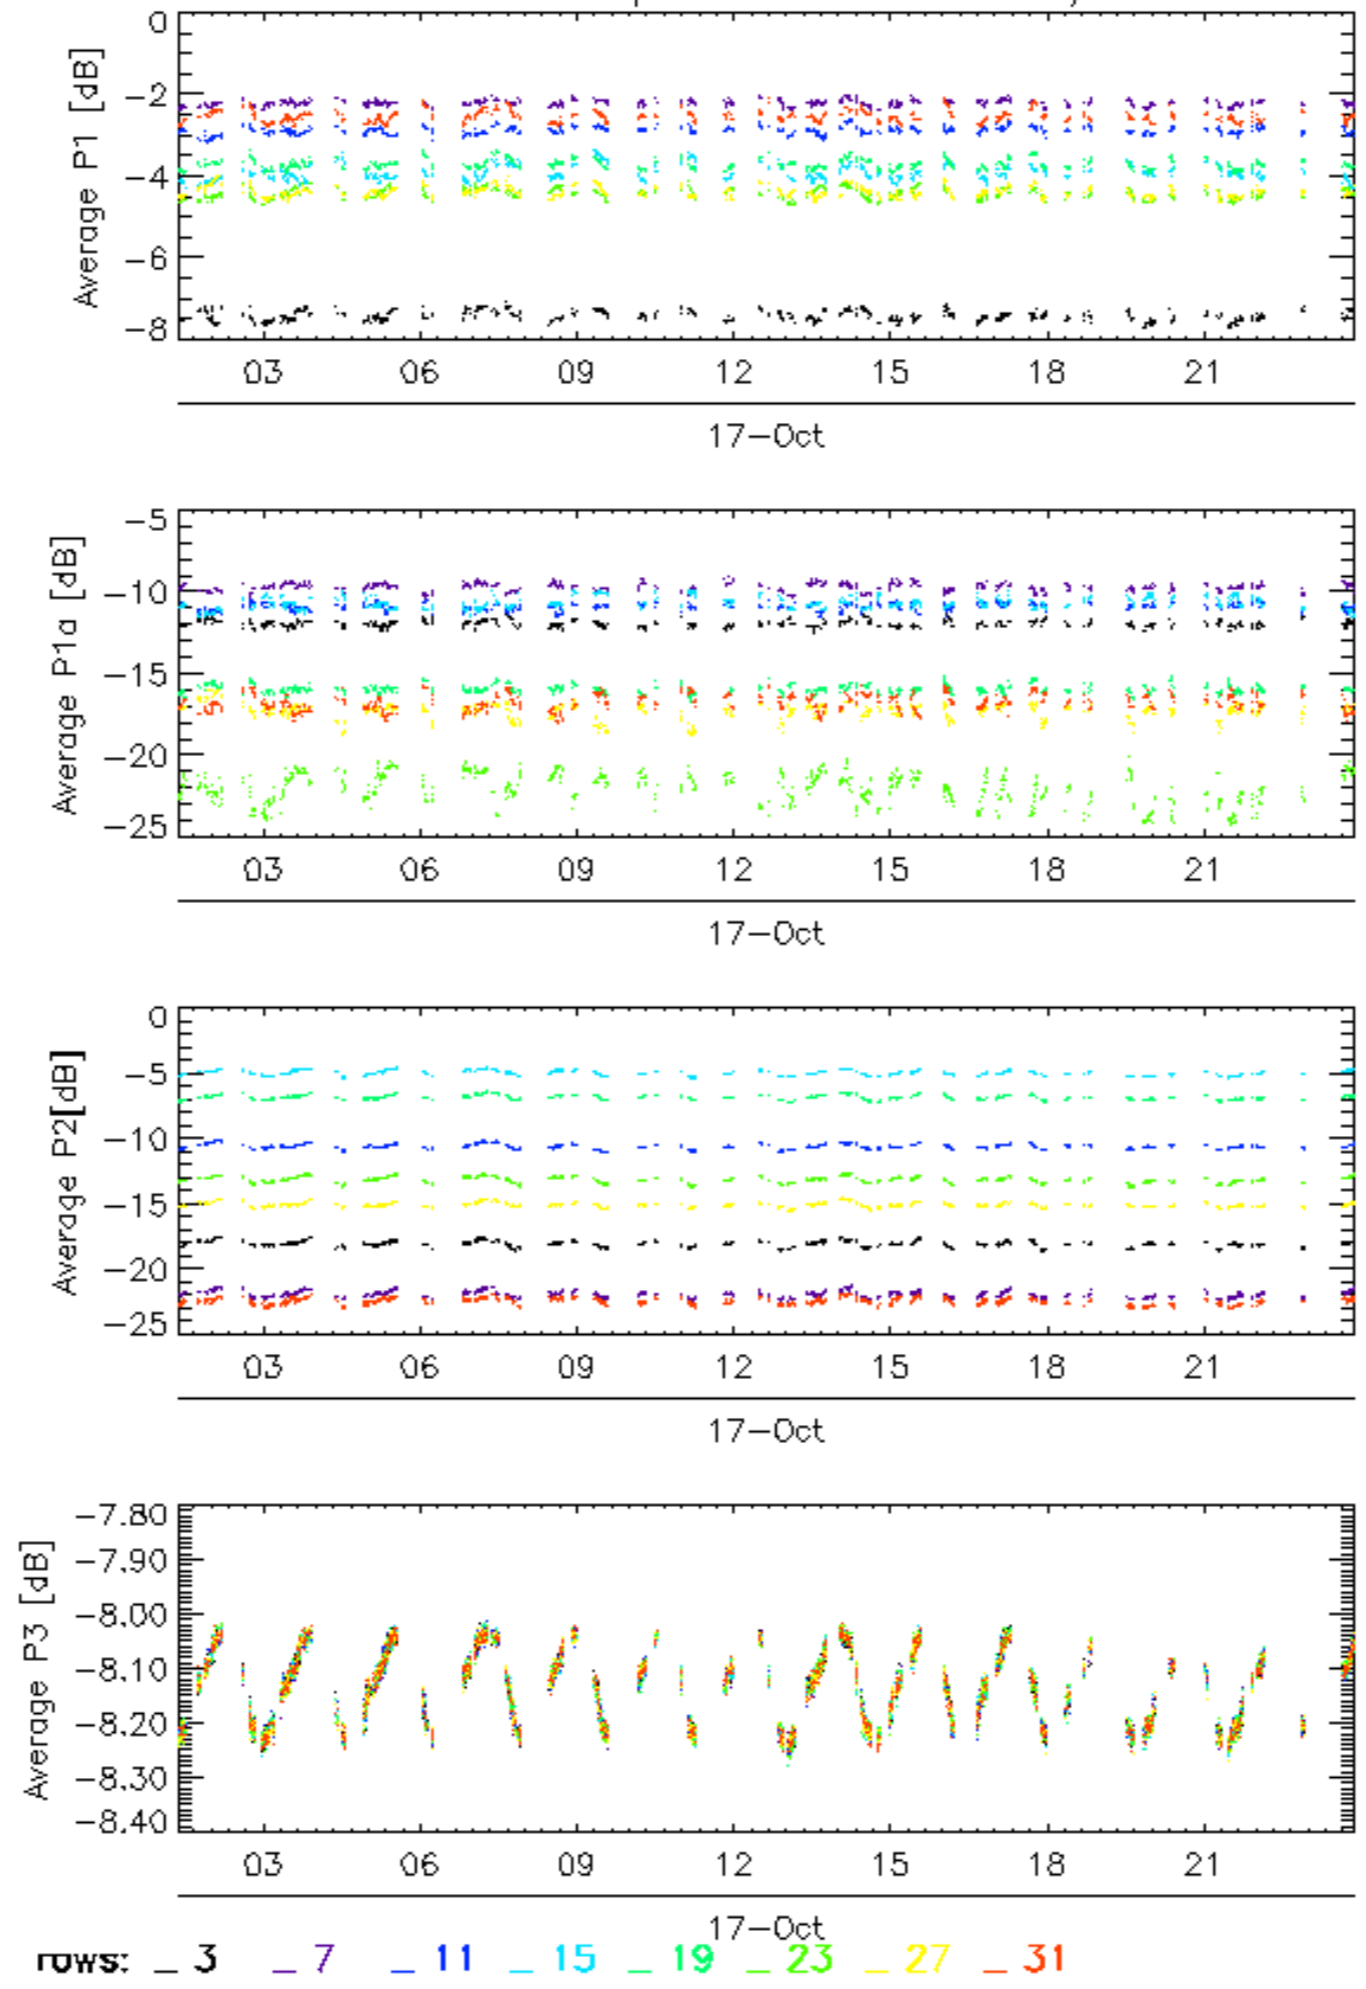 0
-2
-4
-6
-8
Average P1 [dB]
03 06 09 12 15 18 21
17-Oct
-5
-10
-15
-20
-25
Average P1a [dB]
03 06 09 12 15 18 21
17-Oct
0
-5
-10
-15
-20
-25
Average P2[dB]
03 06 09 12 15 18 21
17-Oct
-7.80
-7.90
-8.00
-8.10
-8.20
-8.30
-8.40
Average P3 [dB]
03 06 09 12 15 18 21
17-Oct
rows: _ 3 _ 7 _ 11 _ 15 _ 19 _ 23 _ 27 _ 31